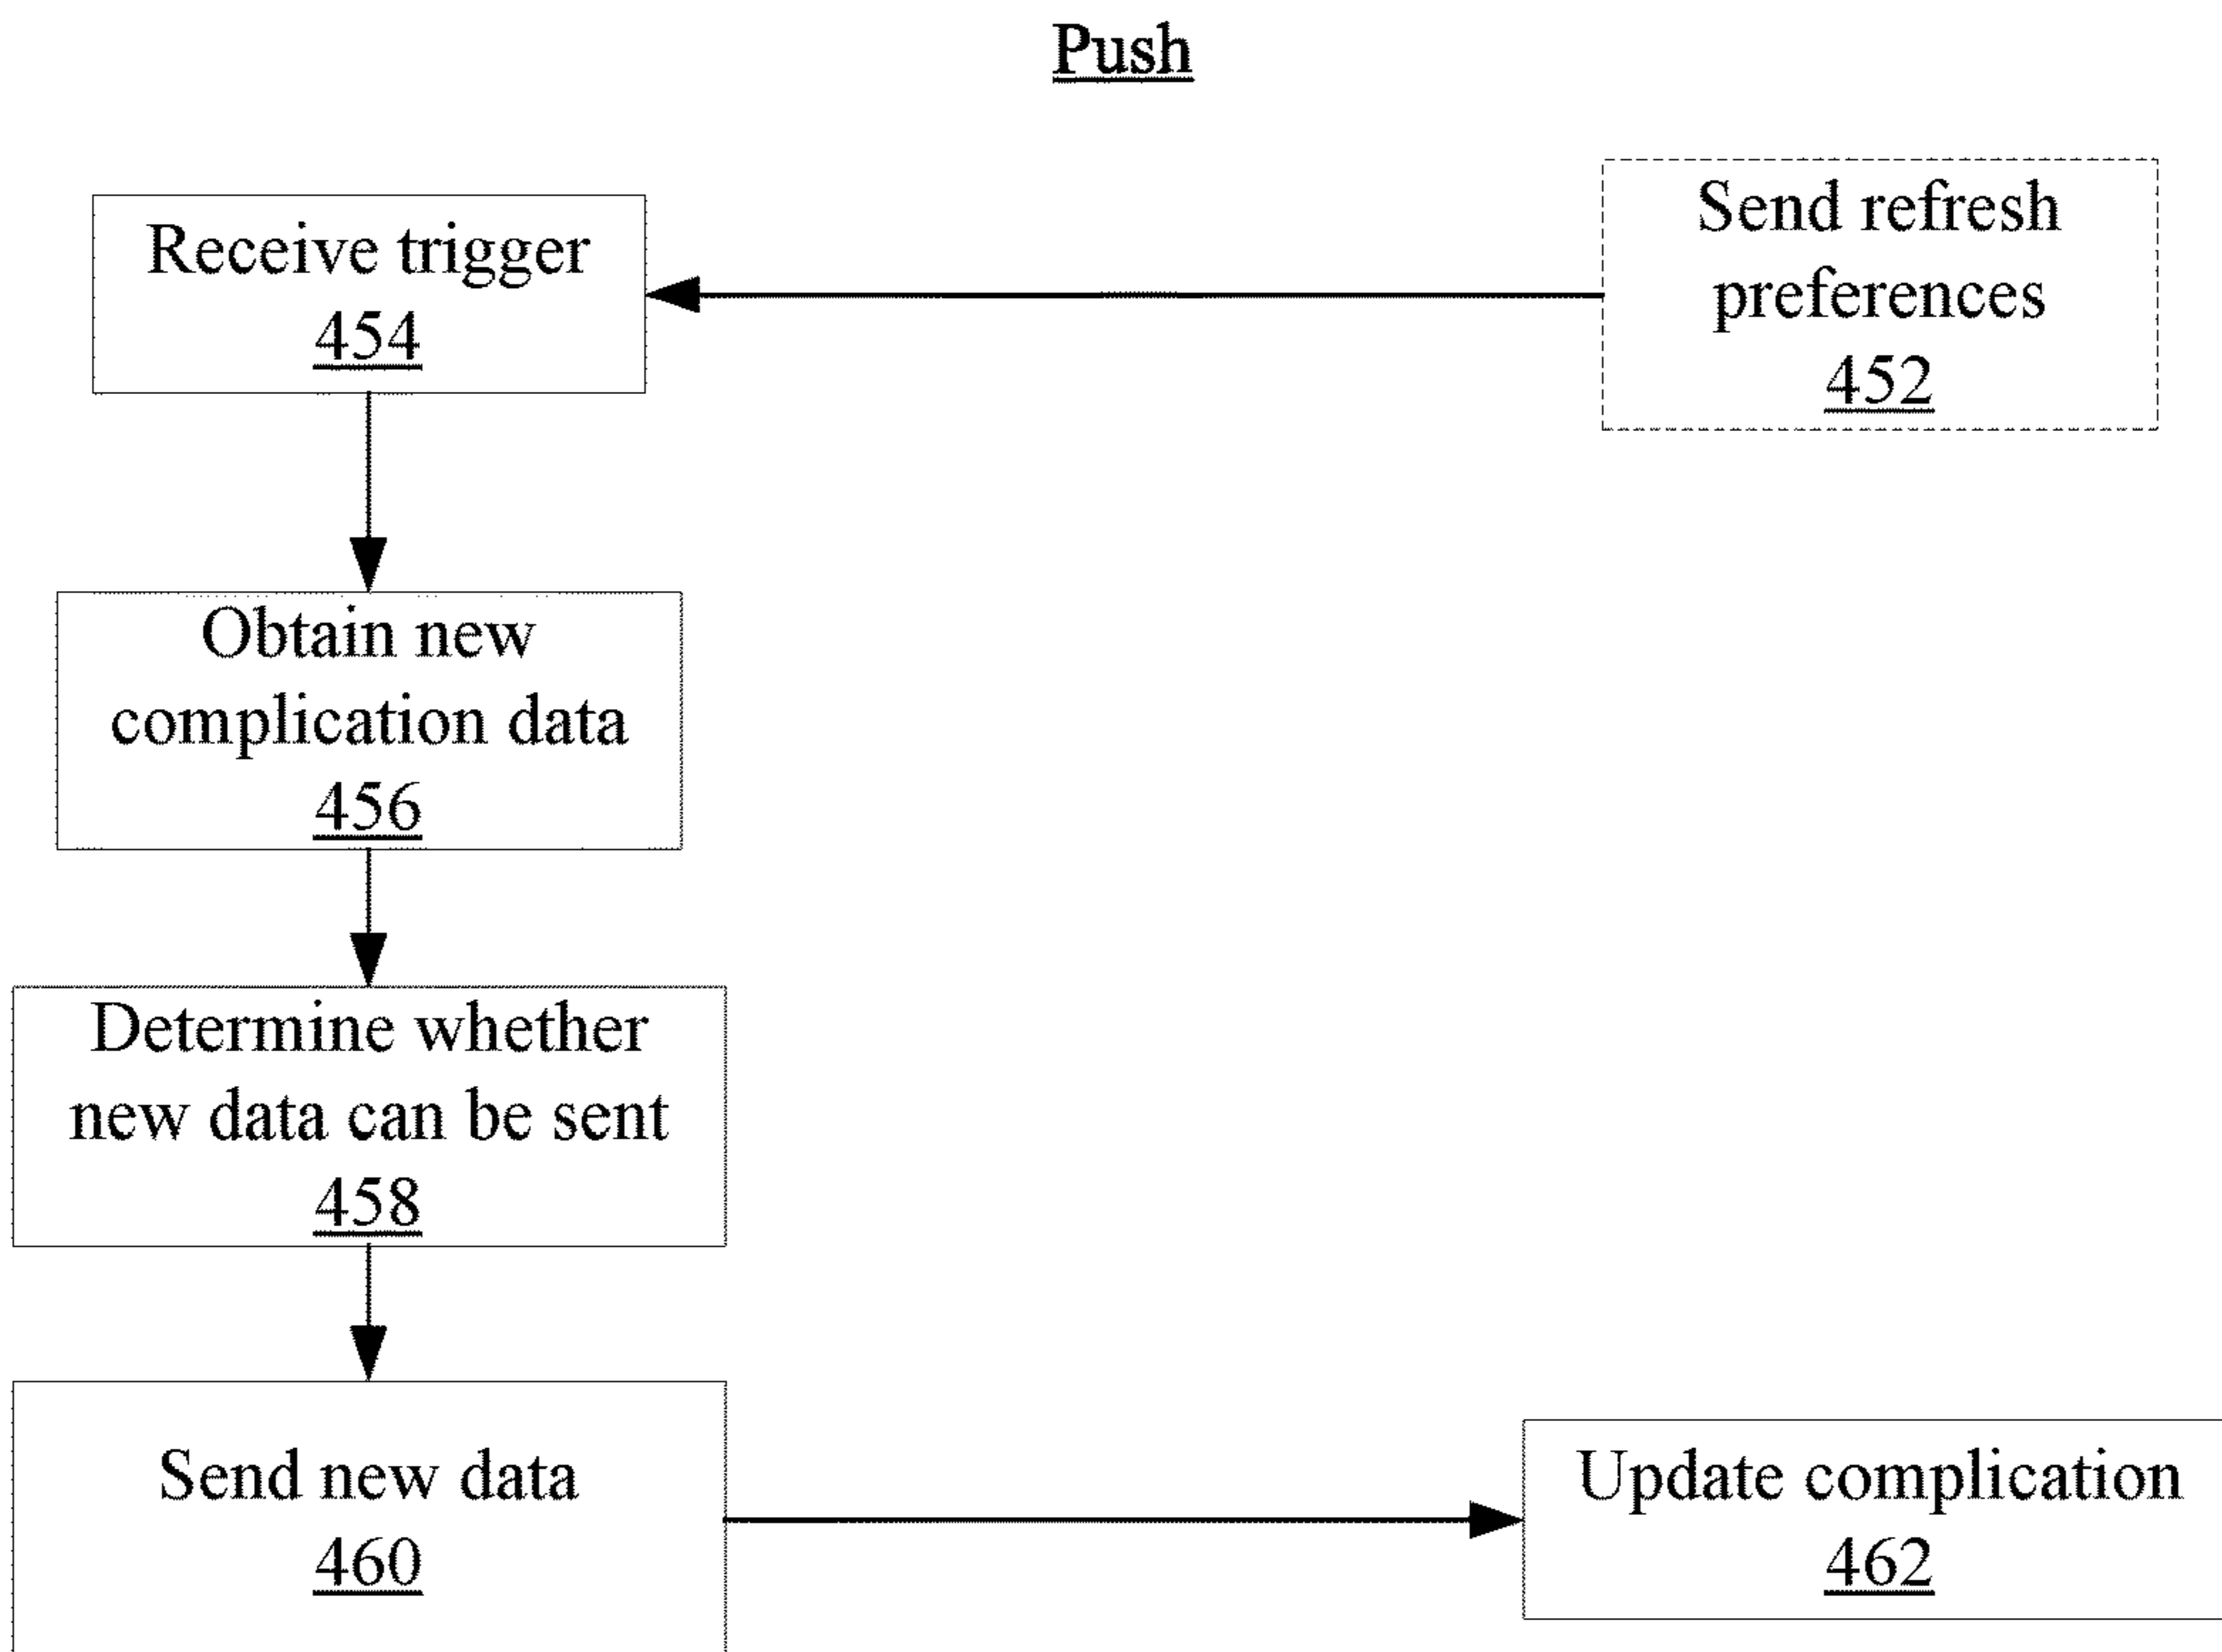 Push
Receive trigger
454
Send refresh
preferences
452
Obtain new
complication data
456
Determine whether
new data can be sent
458
Send new data
460
Update complication
462